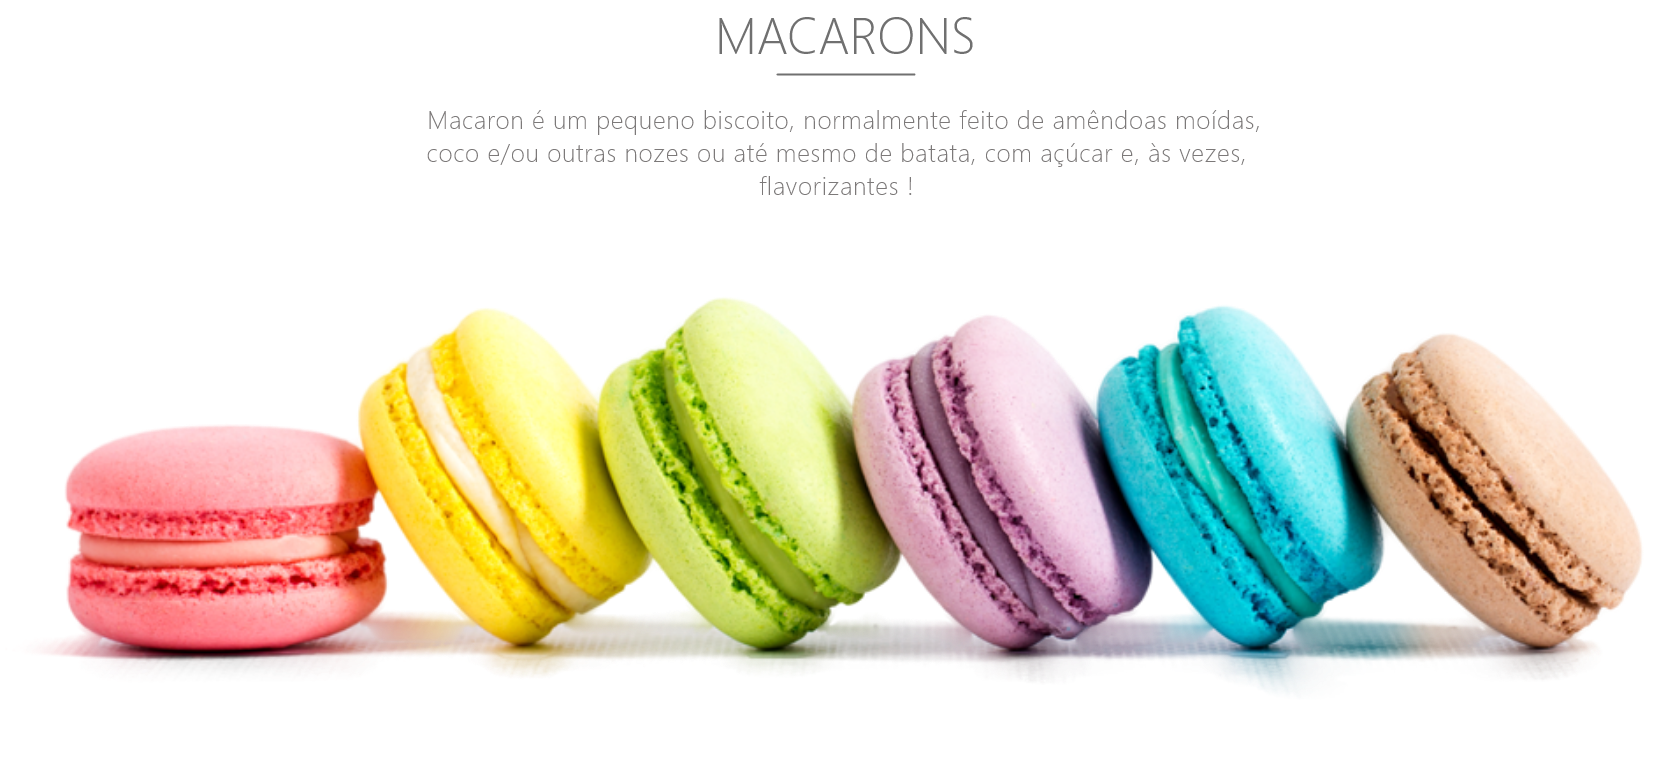 MACARONS
Macaron é um pequeno biscoito, normalmente feito de amêndoas moídas,
coco e/ou outras nozes ou até mesmo de batata, com açúcar e, às vezes,
flavorizantes !